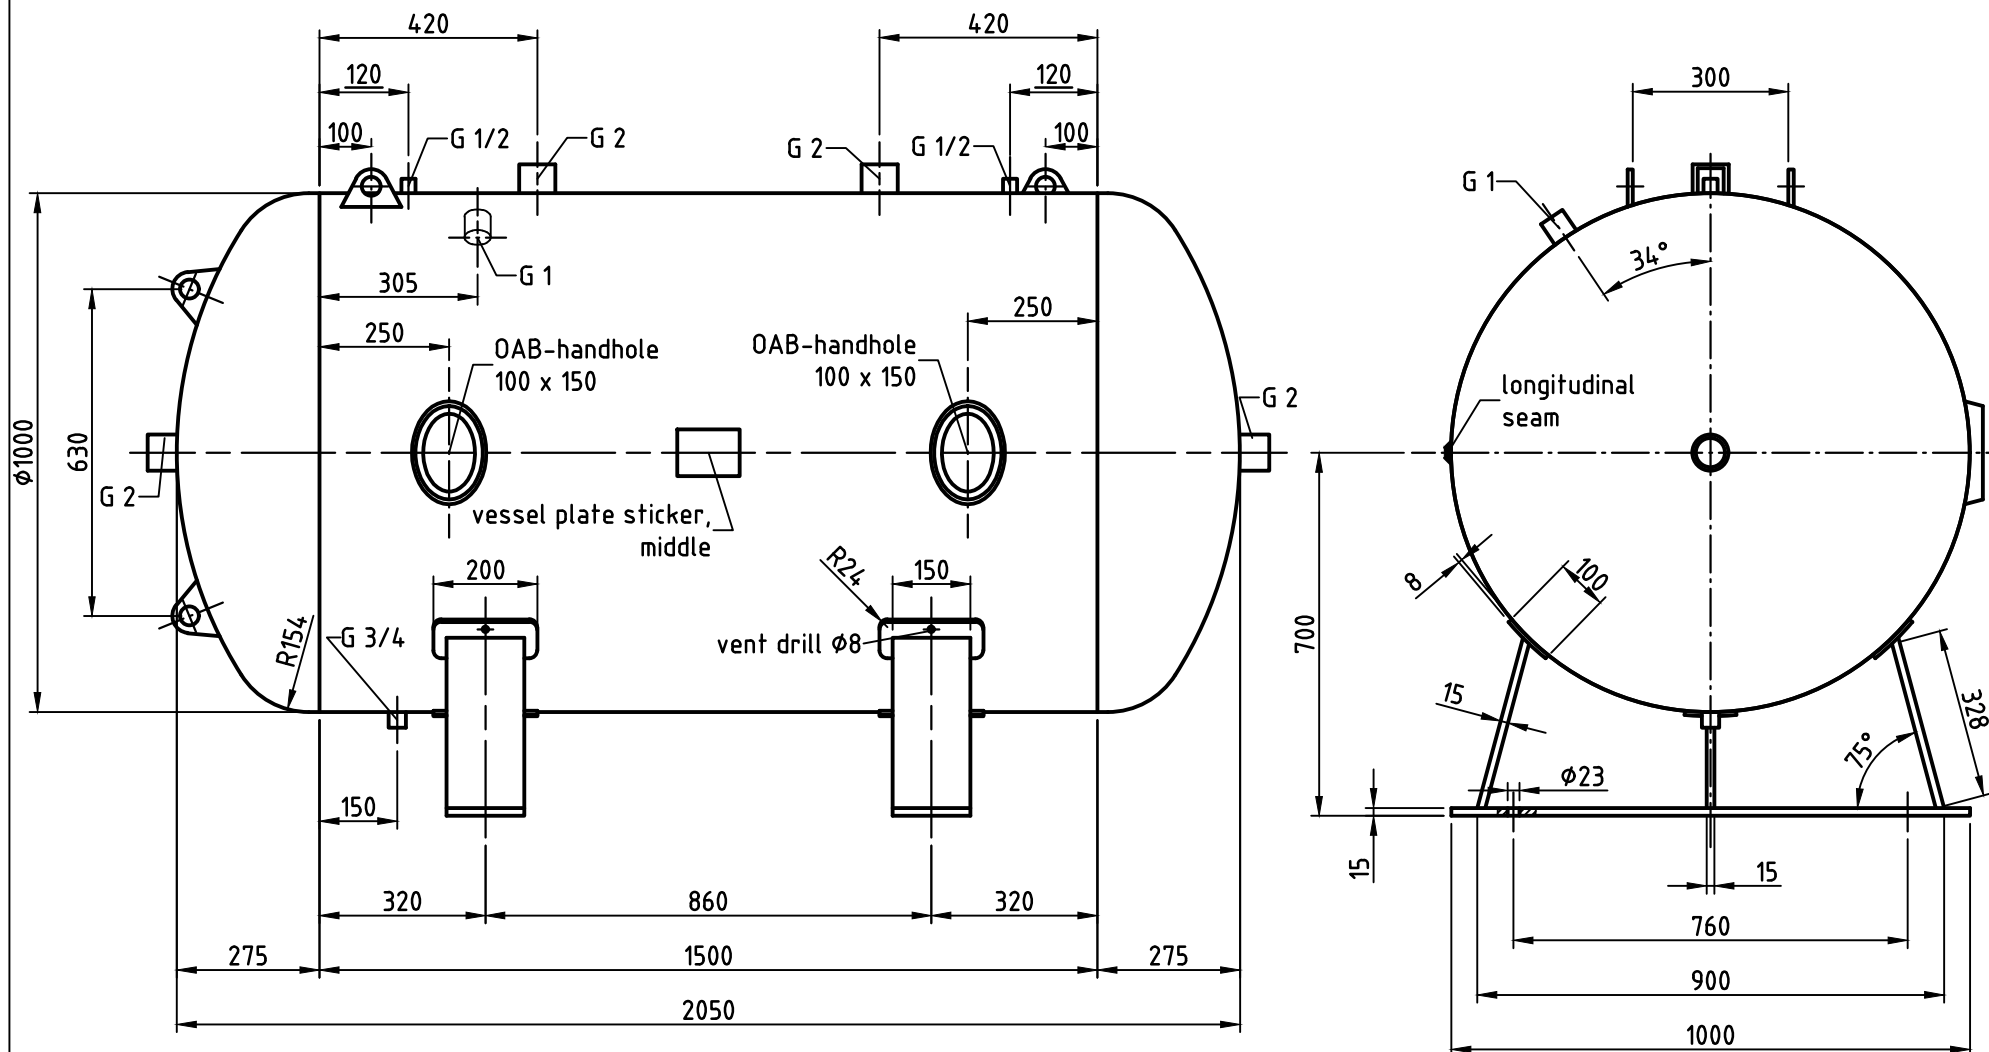 420
420
120
120
300
100
G 1/2
G 2
G 2
G 1/2
100
G 1
34°
G 1
305
250
250
OAB-handhole
100 x 150
OAB-handhole
100 x 150
longitudinal
seam
G 2
Φ1000
630
G 2
vessel plate sticker,
middle
200
R24
150
8
100
700
R154
G 3/4
vent drill Φ8
15
328
75°
Φ23
150
15
15
320
860
320
760
275
1500
275
900
2050
1000